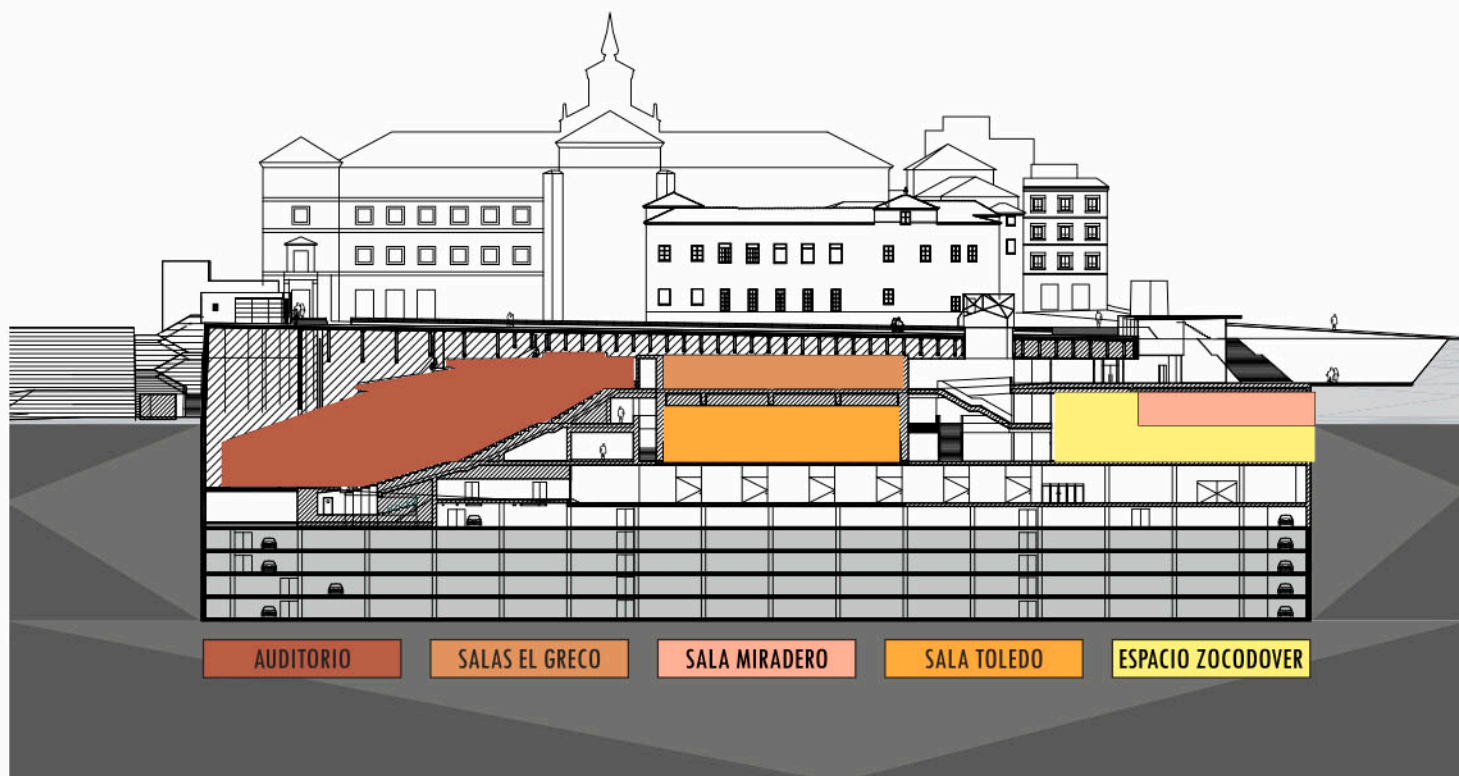 AUDITORIO
SALAS EL GRECO
SALA MIRADERO
SALA TOLEDO
ESPACIO ZOCODOVER